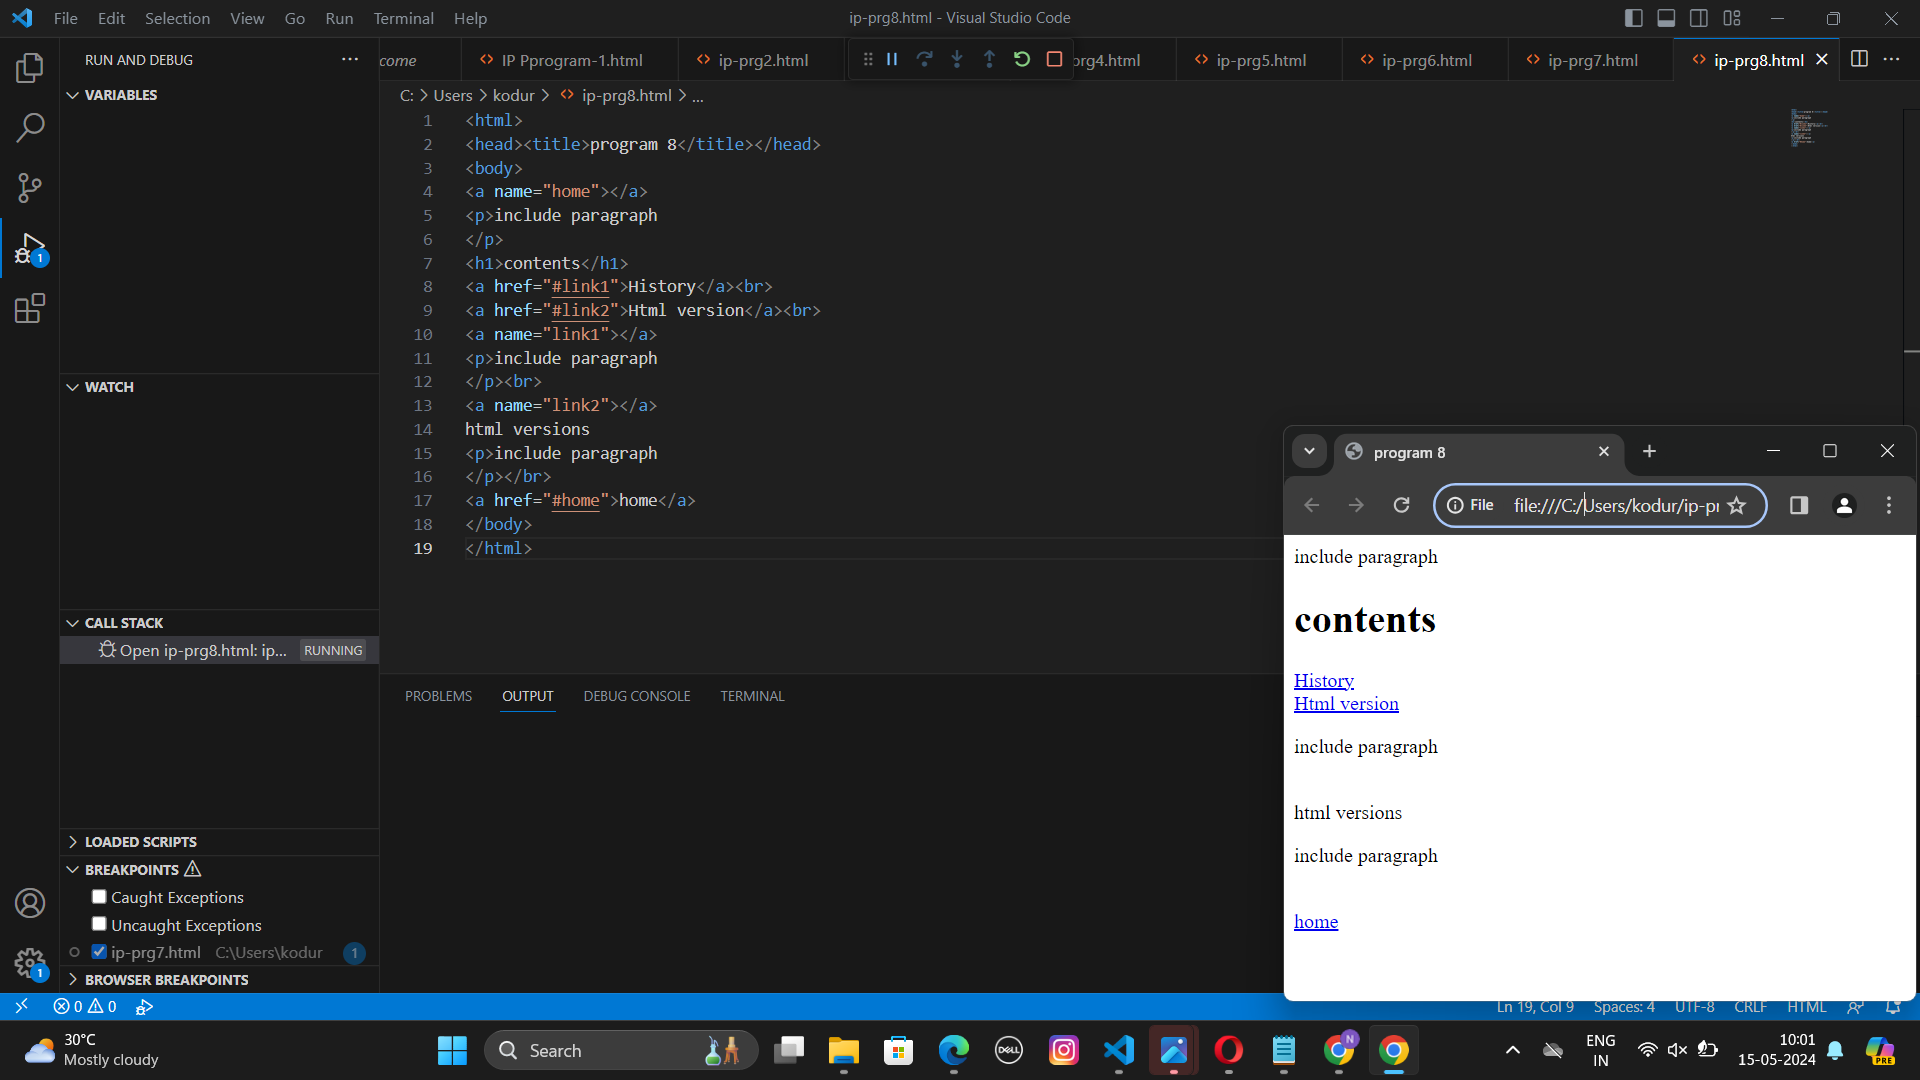 File Edit Selection View Go Run Terminal Help
ip-prg8.html - Visual Studio Code
RUN AND DEBUG
come
IP Pprogram-1.html
ip-prg2.html
prg4.html
ip-prg5.html
ip-prg6.html
ip-prg7.html
ip-prg8.html
VARIABLES
C: > Users > kodur > ip-prg8.html > ...
1 <html>
2 <head><title>program 8</title></head>
3 <body>
4 <a name="home"></a>
5 <p>include paragraph
6 </p>
7 <h1>contents</h1>
8 <a href="#link1">History</a><br>
9 <a href="#link2">Html version</a><br>
10 <a name="link1"></a>
11 <p>include paragraph
12 </p><br>
13 <a name="link2"></a>
14 html versions
15 <p>include paragraph
16 </p></br>
17 <a href="#home">home</a>
18 </body>
19 </html>
1
WATCH
CALL STACK
Open ip-prg8.html: ip... RUNNING
LOADED SCRIPTS
BREAKPOINTS
Caught Exceptions
Uncaught Exceptions
ip-prg7.html C:\Users\kodur 1
BROWSER BREAKPOINTS
1
PROBLEMS OUTPUT DEBUG CONSOLE TERMINAL
program 8
File file:///C:/Users/kodur/ip-pr
include paragraph
contents
History
Html version
include paragraph
html versions
include paragraph
home
0 0
Ln 19, Col 9 Spaces: 4 UTF-8 CRLF HTML
30°C
Mostly cloudy
Search
DELL
N
ENG
IN
10:01
15-05-2024
PRE